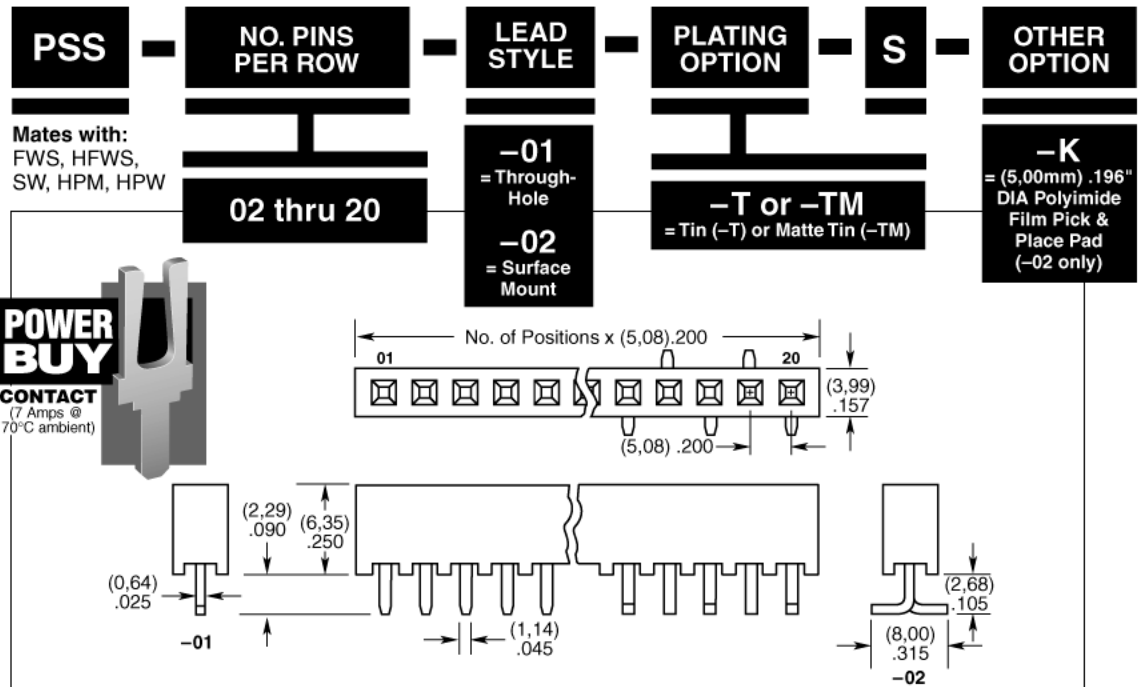 PSS – NO. PINS PER ROW – LEAD STYLE – PLATING OPTION – S – OTHER OPTION
Mates with:
FWS, HFWS,
SW, HPM, HPW
02 thru 20
–01
= Through-
Hole
–02
= Surface
Mount
–T or –TM
= Tin (–T) or Matte Tin (–TM)
–K
= (5,00mm) .196"
DIA Polyimide
Film Pick &
Place Pad
(–02 only)
POWER
BUY
CONTACT
(7 Amps @
70°C ambient)
No. of Positions x (5,08).200
01
20
(3,99)
.157
(5,08) .200
(2,29)
.090
(6,35)
.250
(0,64)
.025
–01
(1,14)
.045
(2,68)
.105
(8,00)
.315
–02